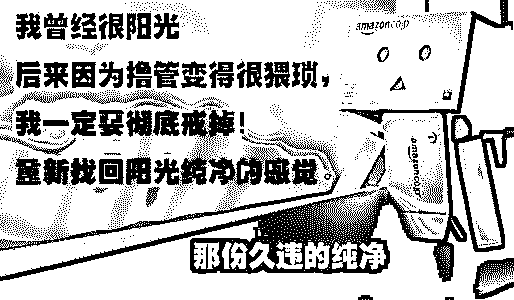 我曾经很阳光
后来因为撸管变得很猥琐，
我一定要彻底戒掉！
重新找回阳光纯净的感觉
那份久违的纯净
amazon.co.jp
amazon.co.jp